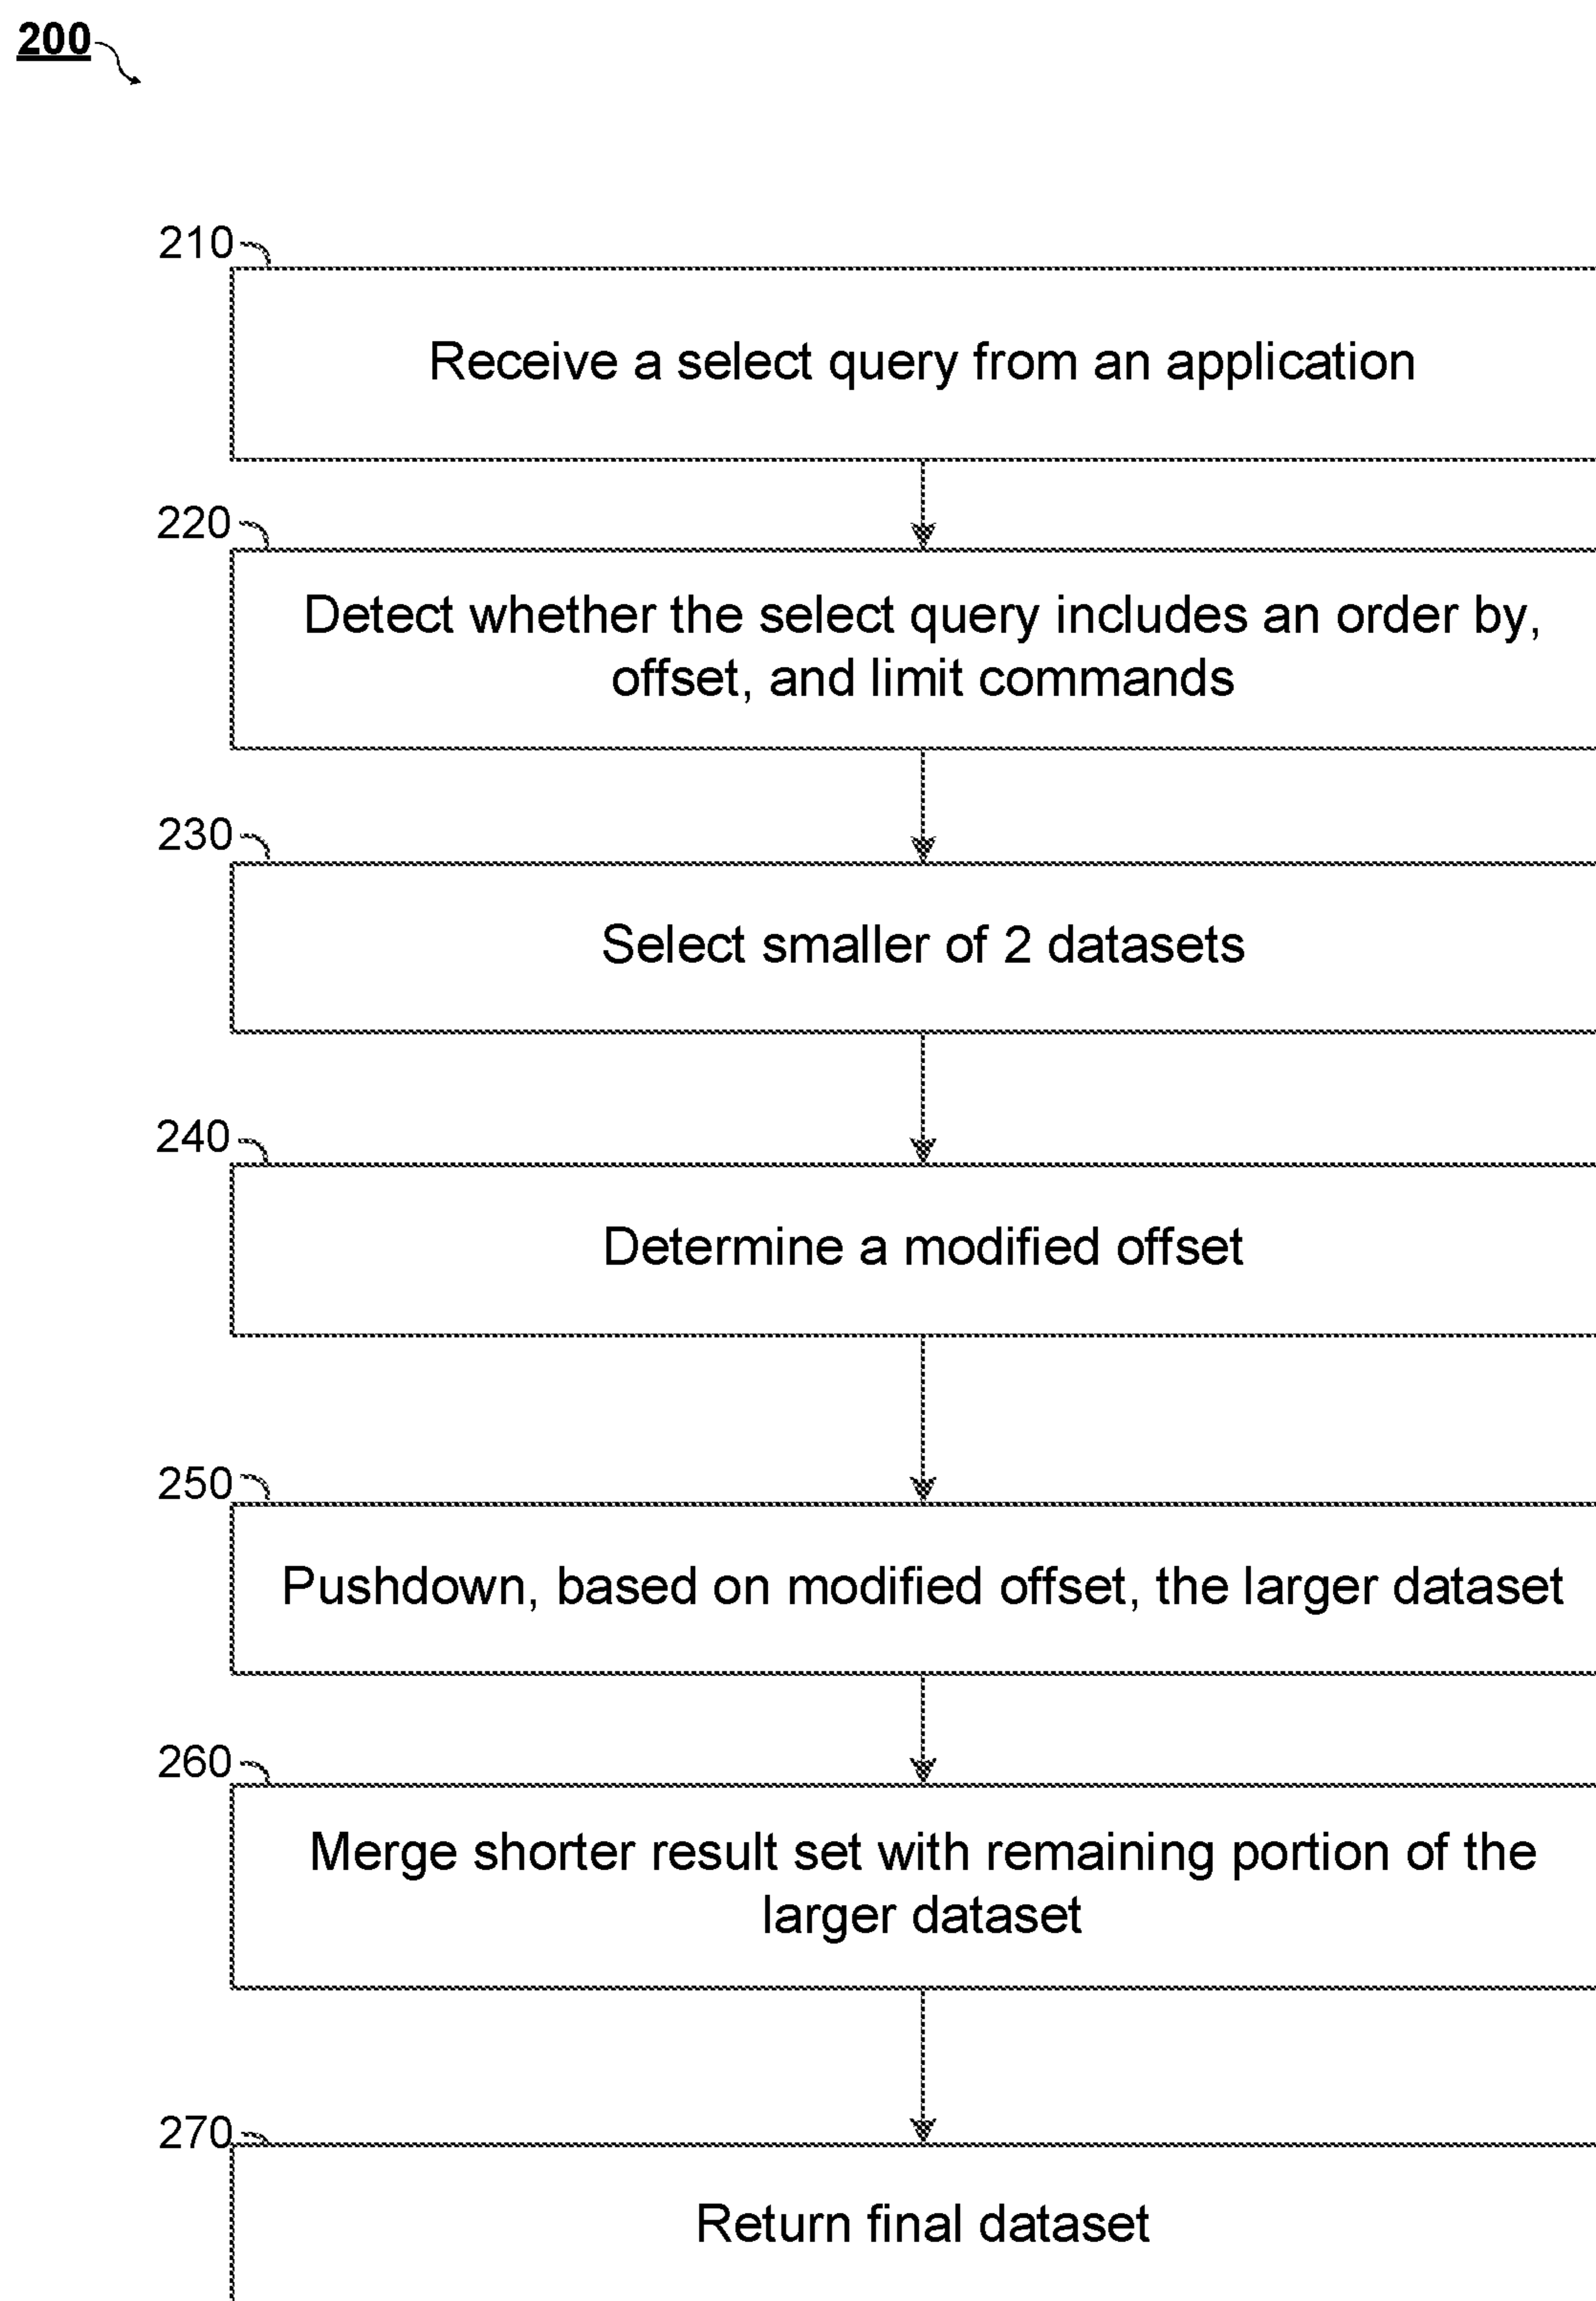 200
210
Receive a select query from an application
220
Detect whether the select query includes an order by,
offset, and limit commands
230
Select smaller of 2 datasets
240
Determine a modified offset
250
Pushdown, based on modified offset, the larger dataset
260
Merge shorter result set with remaining portion of the
larger dataset
270
Return final dataset